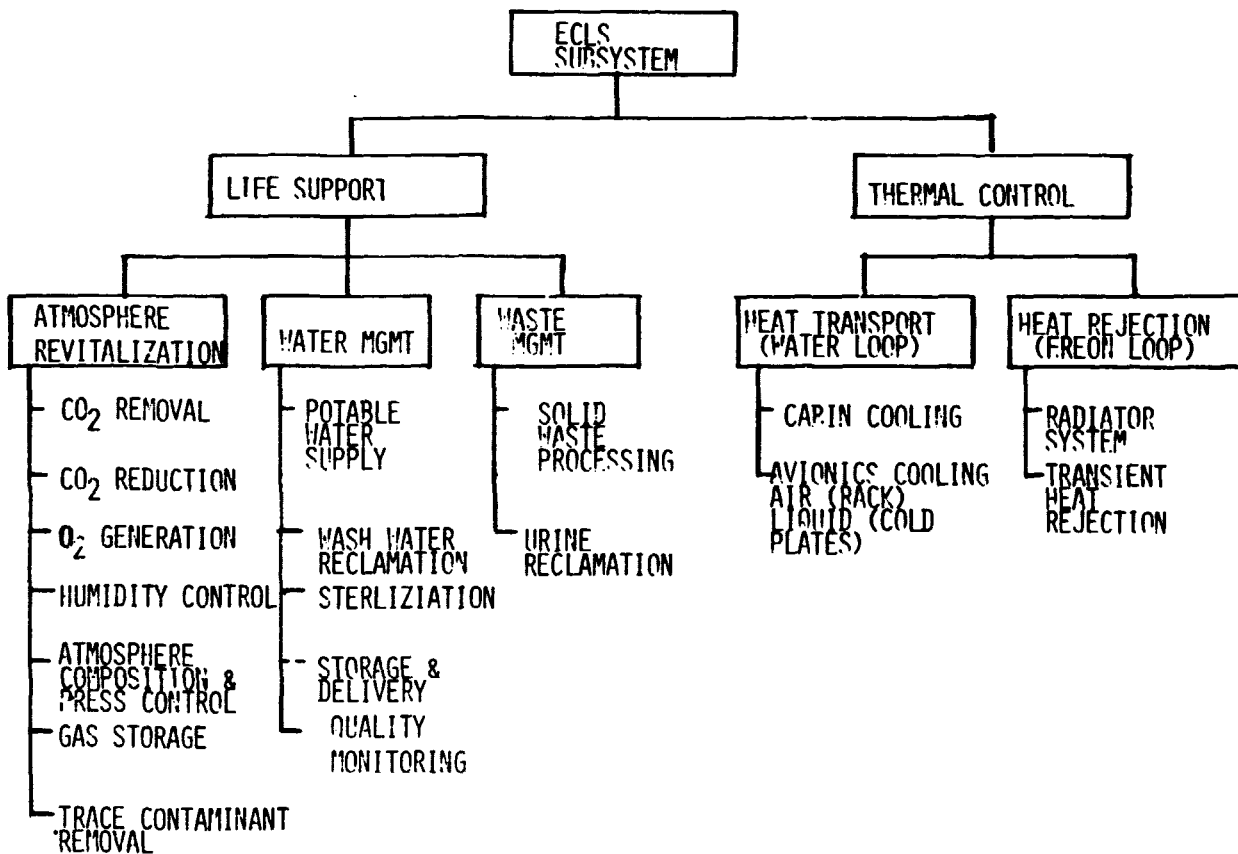 ECLS
SUBSYSTEM
LIFE SUPPORT
THERMAL CONTROL
ATMOSPHERE
REVITALIZATION
WATER MGMT
WASTE
MGMT
HEAT TRANSPORT
(WATER LOOP)
HEAT REJECTION
(FREON LOOP)
CO₂ REMOVAL
CO₂ REDUCTION
O₂ GENERATION
HUMIDITY CONTROL
ATMOSPHERE
COMPOSITION &
PRESS CONTROL
GAS STORAGE
TRACE CONTAMINANT
REMOVAL
POTABLE
WATER
SUPPLY
WASH WATER
RECLAMATION
STERLIZIATION
STORAGE &
DELIVERY
QUALITY
MONITORING
SOLID
WASTE
PROCESSING
URINE
RECLAMATION
CABIN COOLING
AVIONICS COOLING
AIR (RACK)
LIQUID (COLD
PLATES)
RADIATOR
SYSTEM
TRANSIENT
HEAT
REJECTION